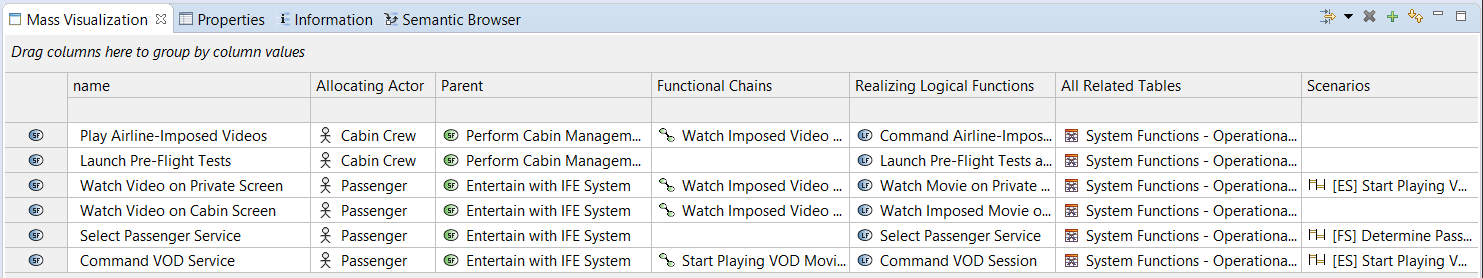 Mass Visualization Properties Information Semantic Browser
Drag columns here to group by column values
name Allocating Actor Parent Functional Chains Realizing Logical Functions All Related Tables Scenarios
SF Play Airline-Imposed Videos Cabin Crew SF Perform Cabin Managem... Watch Imposed Video ... LF Command Airline-Impos... System Functions - Operationa...
SF Launch Pre-Flight Tests Cabin Crew SF Perform Cabin Managem... LF Launch Pre-Flight Tests a... System Functions - Operationa...
SF Watch Video on Private Screen Passenger SF Entertain with IFE System Watch Imposed Video ... LF Watch Movie on Private ... System Functions - Operationa... [ES] Start Playing V...
SF Watch Video on Cabin Screen Passenger SF Entertain with IFE System Watch Imposed Video ... LF Watch Imposed Movie o... System Functions - Operationa...
SF Select Passenger Service Passenger SF Entertain with IFE System LF Select Passenger Service System Functions - Operationa... [FS] Determine Pass...
SF Command VOD Service Passenger SF Entertain with IFE System Start Playing VOD Movi... LF Command VOD Session System Functions - Operationa... [ES] Start Playing V...